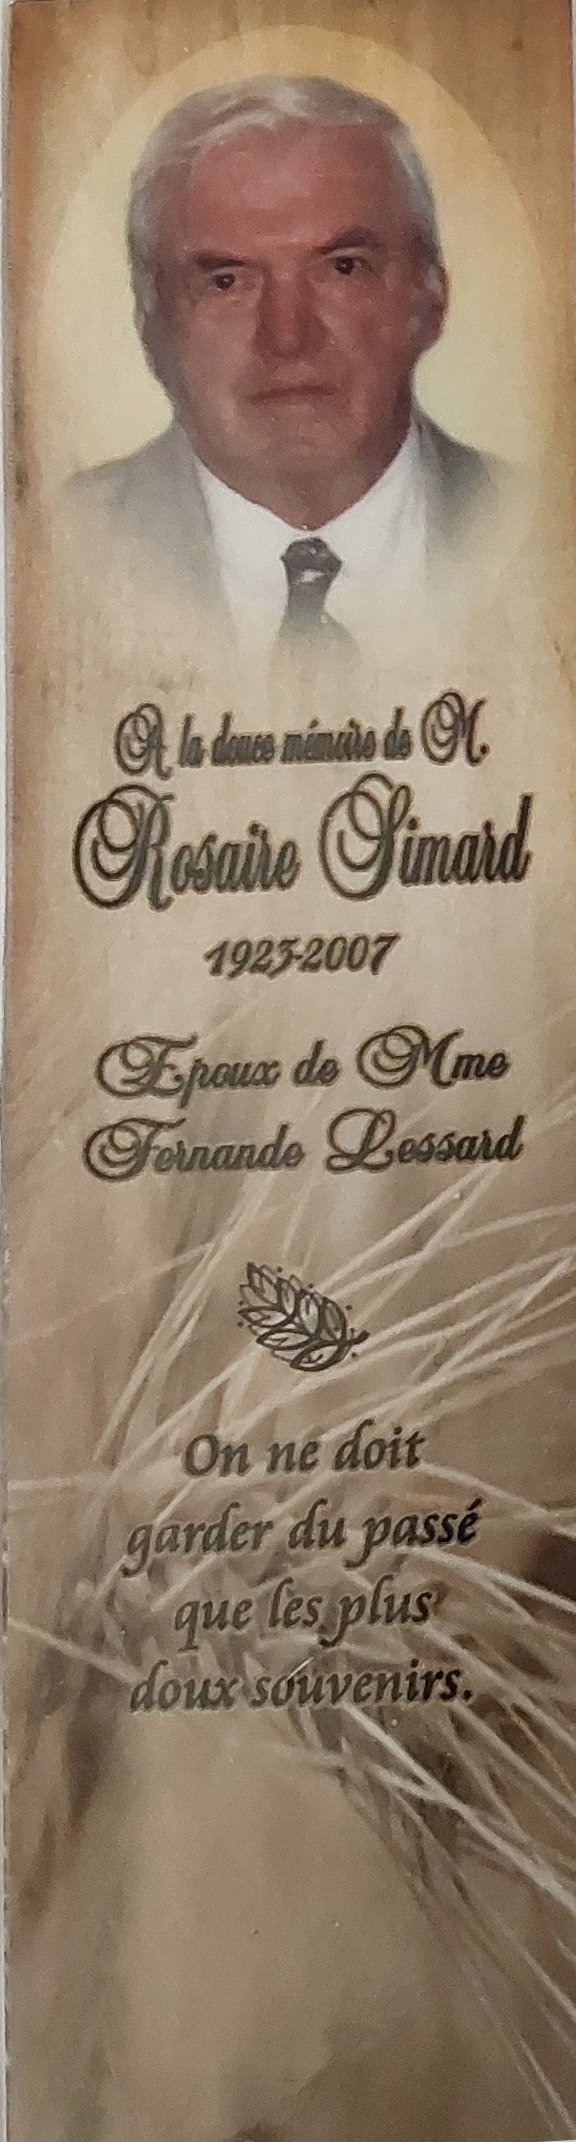 A la douce mémoire de M.
Rosaire Simard
1923-2007
Epoux de Mme
Fernande Lessard
On ne doit
garder du passé
que les plus
doux souvenirs.